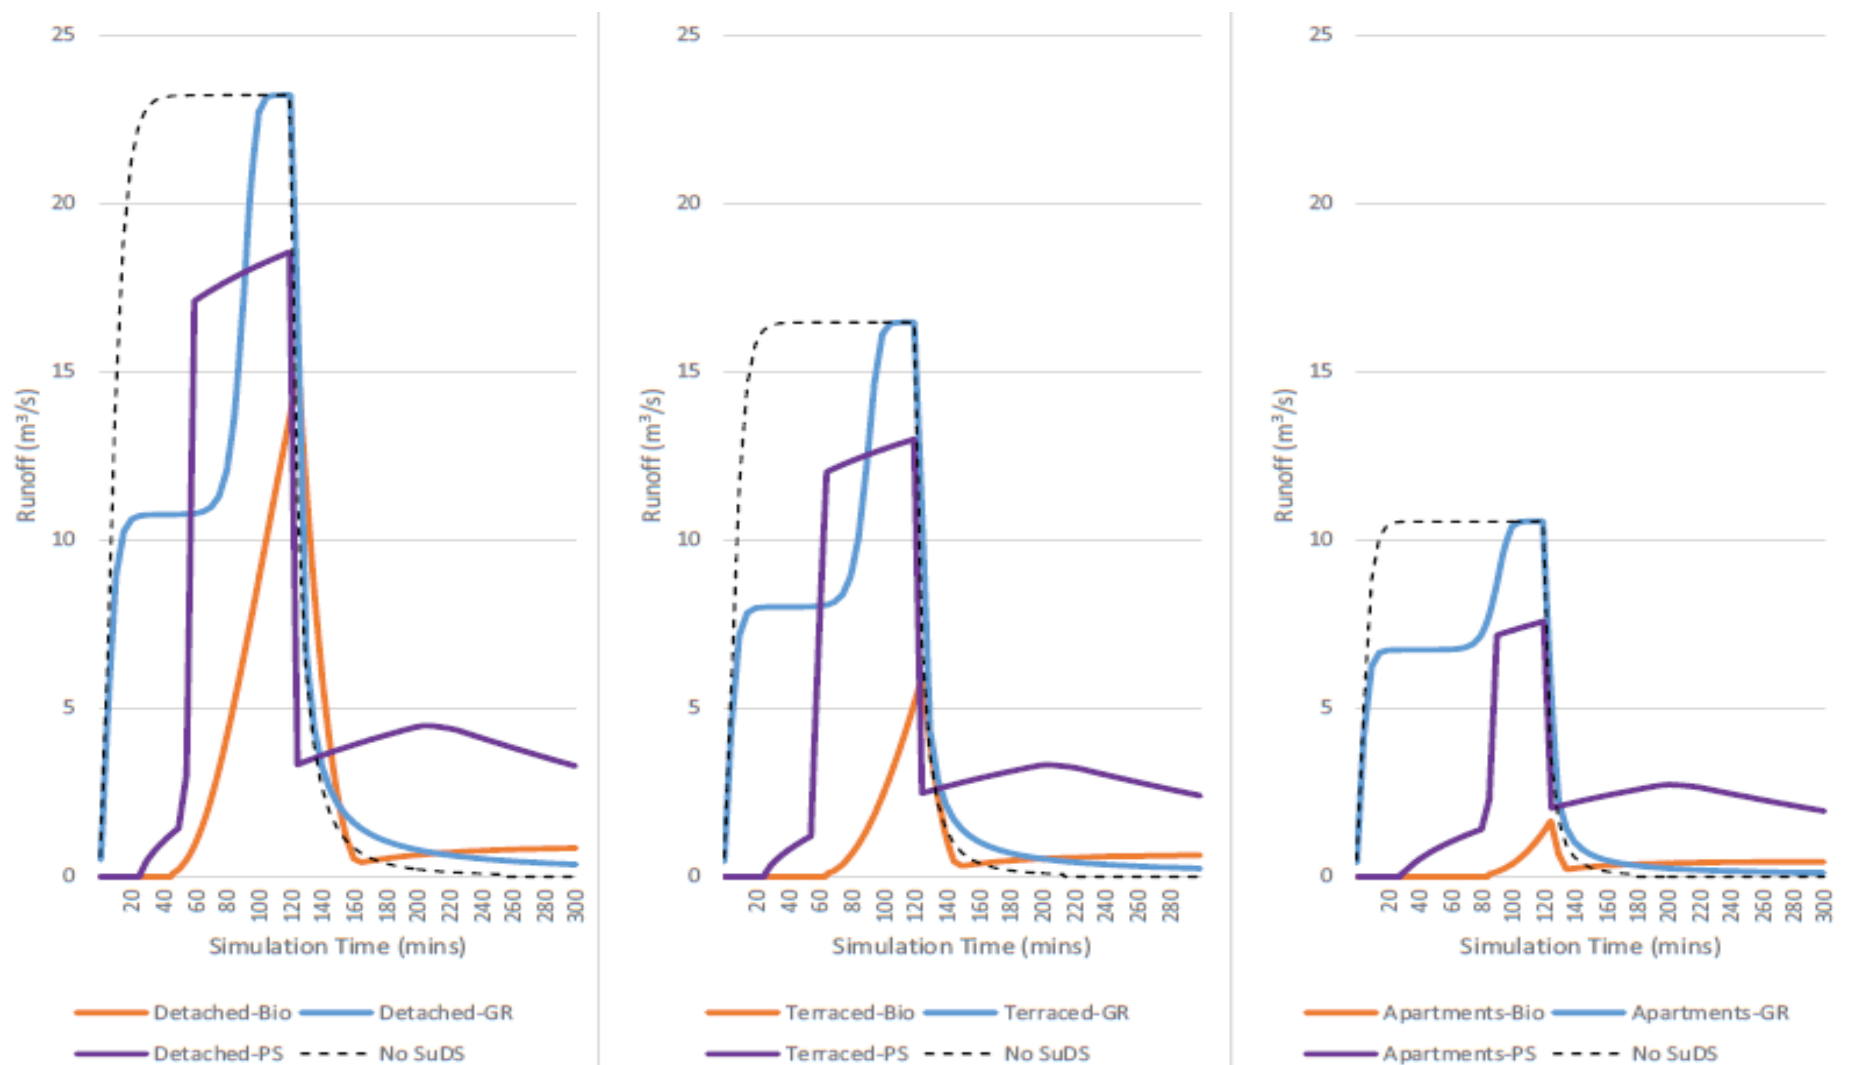 25
20
15
10
5
0
Runoff (m³/s)
20 40 60 80 100 120 140 160 180 200 220 240 260 280 300
Simulation Time (mins)
Detached-Bio Detached-GR
Detached-PS No SuDS
25
20
15
10
5
0
Runoff (m³/s)
20 40 60 80 100 120 140 160 180 200 220 240 260 280
Simulation Time (mins)
Terraced-Bio Terraced-GR
Terraced-PS No SuDS
25
20
15
10
5
0
Runoff (m³/s)
20 40 60 80 100 120 140 160 180 200 220 240 260 280 300
Simulation Time (mins)
Apartments-Bio Apartments-GR
Apartments-PS No SuDS